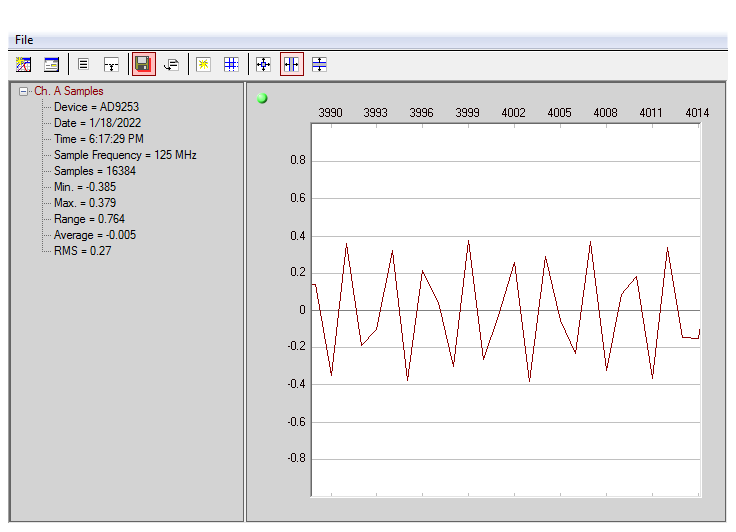 File
Ch. A Samples
Device = AD9253
Date = 1/18/2022
Time = 6:17:29 PM
Sample Frequency = 125 MHz
Samples = 16384
Min. = -0.385
Max. = 0.379
Range = 0.764
Average = -0.005
RMS = 0.27
3990 3993 3996 3999 4002 4005 4008 4011 4014
0.8
0.6
0.4
0.2
0
-0.2
-0.4
-0.6
-0.8